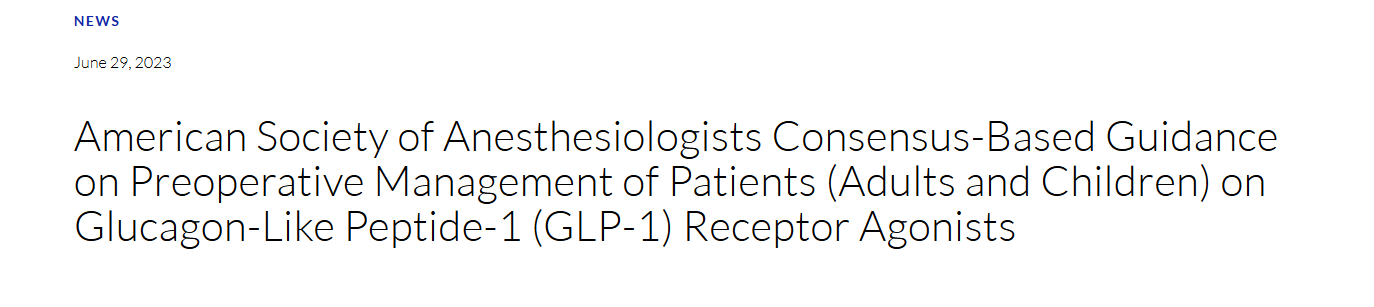 NEWS
June 29, 2023
American Society of Anesthesiologists Consensus-Based Guidance
on Preoperative Management of Patients (Adults and Children) on
Glucagon-Like Peptide-1 (GLP-1) Receptor Agonists